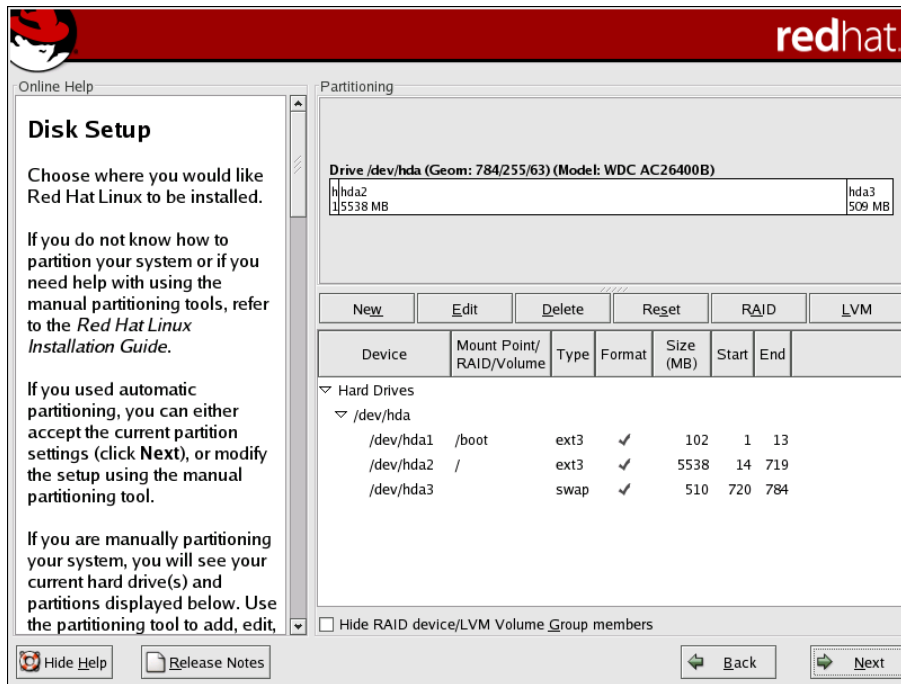 redhat.
Online Help
Disk Setup
Choose where you would like
Red Hat Linux to be installed.
If you do not know how to
partition your system or if you
need help with using the
manual partitioning tools, refer
to the Red Hat Linux
Installation Guide.
If you used automatic
partitioning, you can either
accept the current partition
settings (click Next), or modify
the setup using the manual
partitioning tool.
If you are manually partitioning
your system, you will see your
current hard drive(s) and
partitions displayed below. Use
the partitioning tool to add, edit,
Partitioning
Drive /dev/hda (Geom: 784/255/63) (Model: WDC AC26400B)
h hda2 hda3
1 5538 MB 509 MB
New Edit Delete Reset RAID LVM
Device Mount Point/ RAID/Volume Type Format Size (MB) Start End
Hard Drives
/dev/hda
/dev/hda1 /boot ext3 102 1 13
/dev/hda2 / ext3 5538 14 719
/dev/hda3 swap 510 720 784
Hide RAID device/LVM Volume Group members
Hide Help Release Notes Back Next